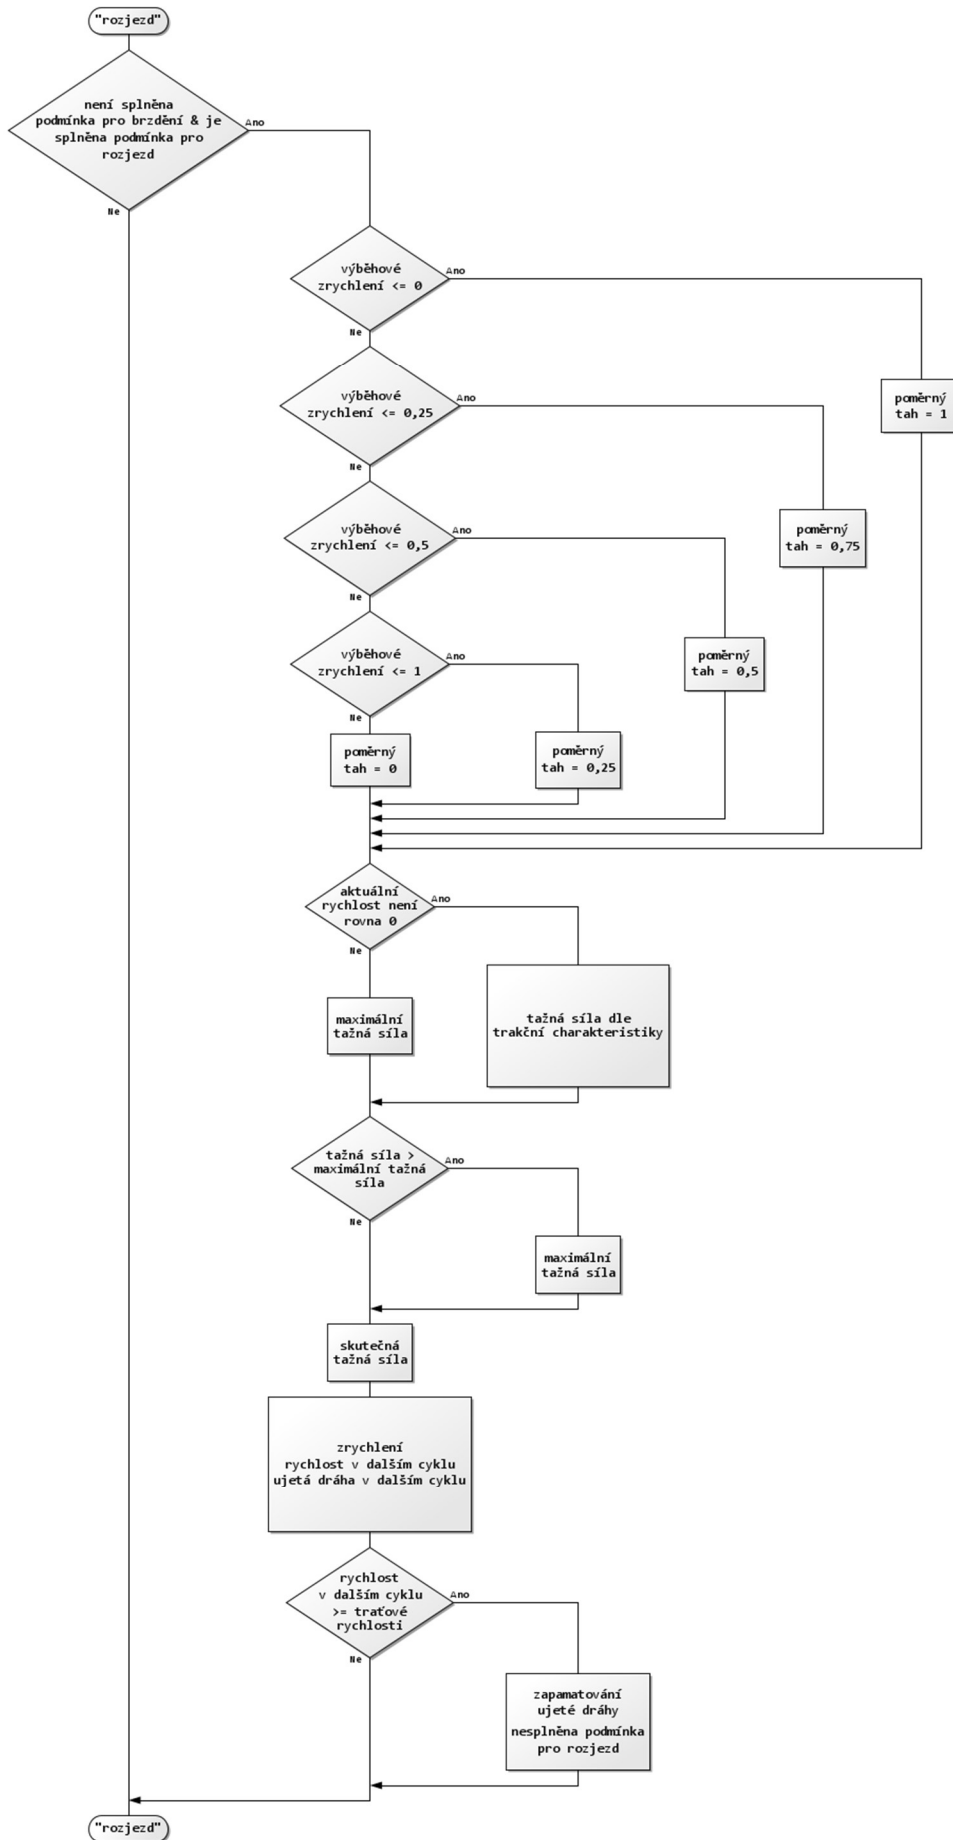 "rozjezd"
není splněna
podmínka pro brzdění & je
splněna podmínka pro
rozjezd
Ano
Ne
výběhové
zrychlení <= 0
Ano
Ne
poměrný
tah = 1
výběhové
zrychlení <= 0,25
Ano
Ne
poměrný
tah = 0,75
výběhové
zrychlení <= 0,5
Ano
Ne
poměrný
tah = 0,5
výběhové
zrychlení <= 1
Ano
Ne
poměrný
tah = 0
poměrný
tah = 0,25
aktuální
rychlost není
rovna 0
Ano
Ne
maximální
tažná síla
tažná síla dle
trakční charakteristiky
tažná síla >
maximální tažná
síla
Ano
Ne
maximální
tažná síla
skutečná
tažná síla
zrychlení
rychlost v dalším cyklu
ujetá dráha v dalším cyklu
rychlost
v dalším cyklu
>= traťové
rychlosti
Ano
Ne
zapamatování
ujeté dráhy
nesplněna podmínka
pro rozjezd
"rozjezd"